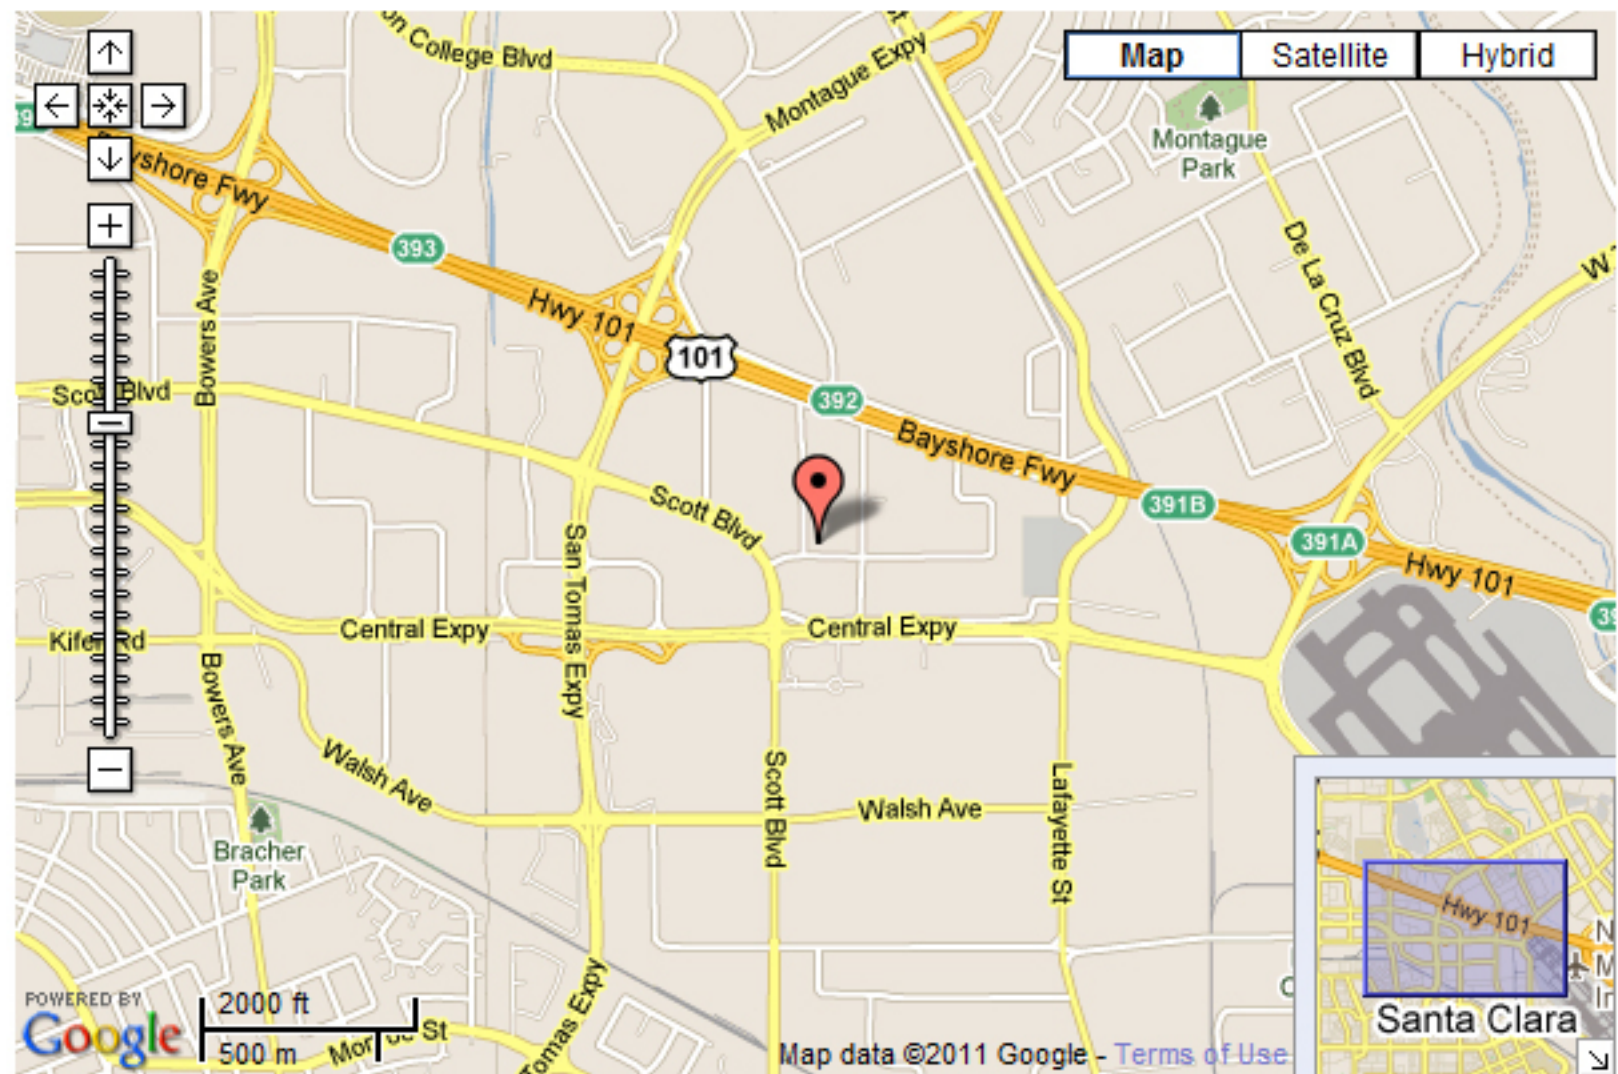 on College Blvd
Montague Expy
Map
Satellite
Hybrid
Montague
Park
yshore Fwy
393
Hwy 101
101
392
Bayshore Fwy
391B
391A
Hwy 101
De La Cruz Blvd
W
Bowers Ave
Scott Blvd
Scott Blvd
San Tomas Expy
Central Expy
Central Expy
Kifer Rd
Bowers Ave
Walsh Ave
Scott Blvd
Walsh Ave
Lafayette St
Bracher
Park
Tomas Expy
Hwy 101
Santa Clara
POWERED BY
Google
2000 ft
500 m
St
Map data ©2011 Google - Terms of Use